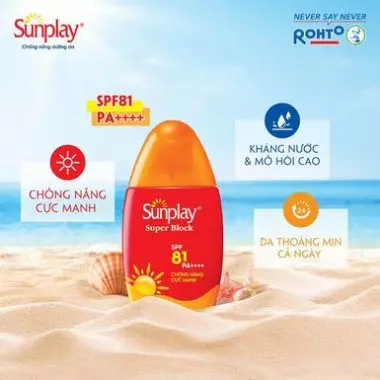 Sunplay®
Chống nắng dưỡng da
NEVER SAY NEVER
ROHTO
SPF81
PA++++
KHÁNG NƯỚC
& MỒ HÔI CAO
CHỐNG NẮNG
CỰC MẠNH
24
DA THOÁNG MỊN
CẢ NGÀY
Sunplay®
Super Block
SPF
81
PA++++
CHỐNG NẮNG
CỰC MẠNH